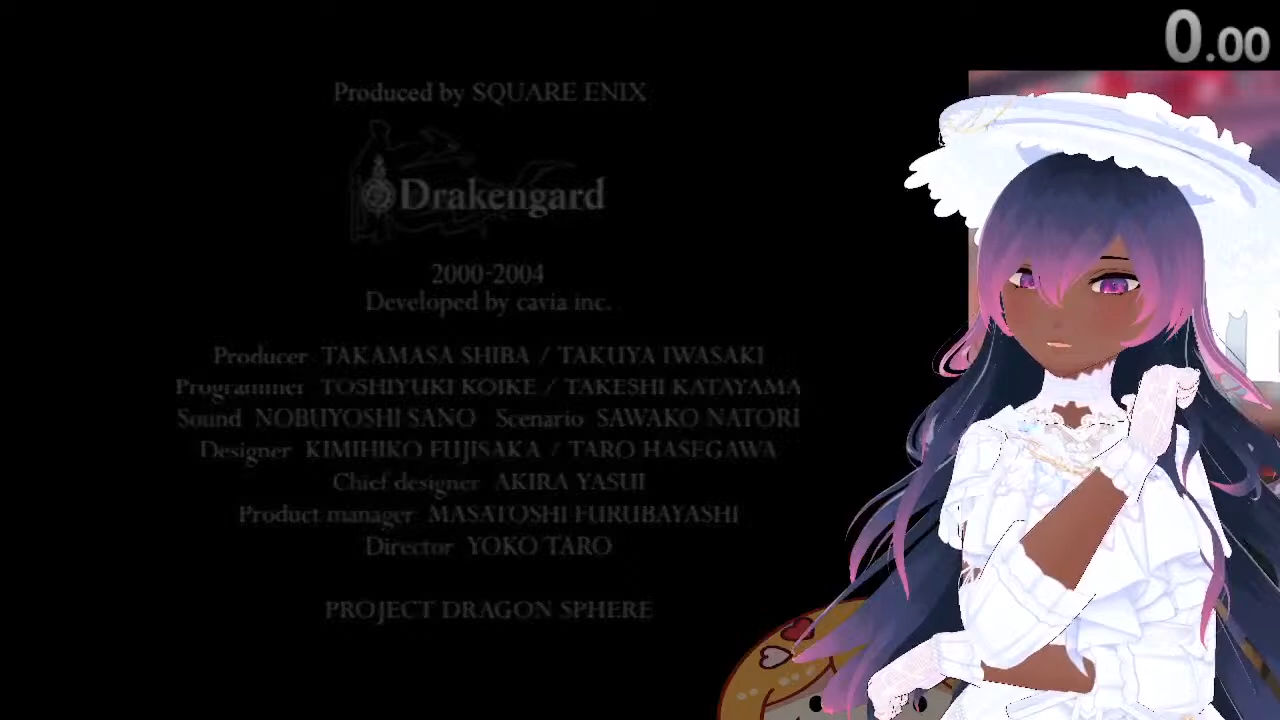 0.00
Produced by SQUARE ENIX
Drakengard
2000-2004
Developed by cavia inc.
Producer TAKAMASA SHIBA / TAKUYA IWASAKI
Programmer TOSHIYUKI KOIKE / TAKESHI KATAYAMA
Sound NOBUYOSHI SANO Scenario SAWAKO NATORI
Designer KIMIHIKO FUJISAKA / TARO HASEGAWA
Chief designer AKIRA YASUI
Product manager MASATOSHI FURUBAYASHI
Director YOKO TARO
PROJECT DRAGON SPHERE